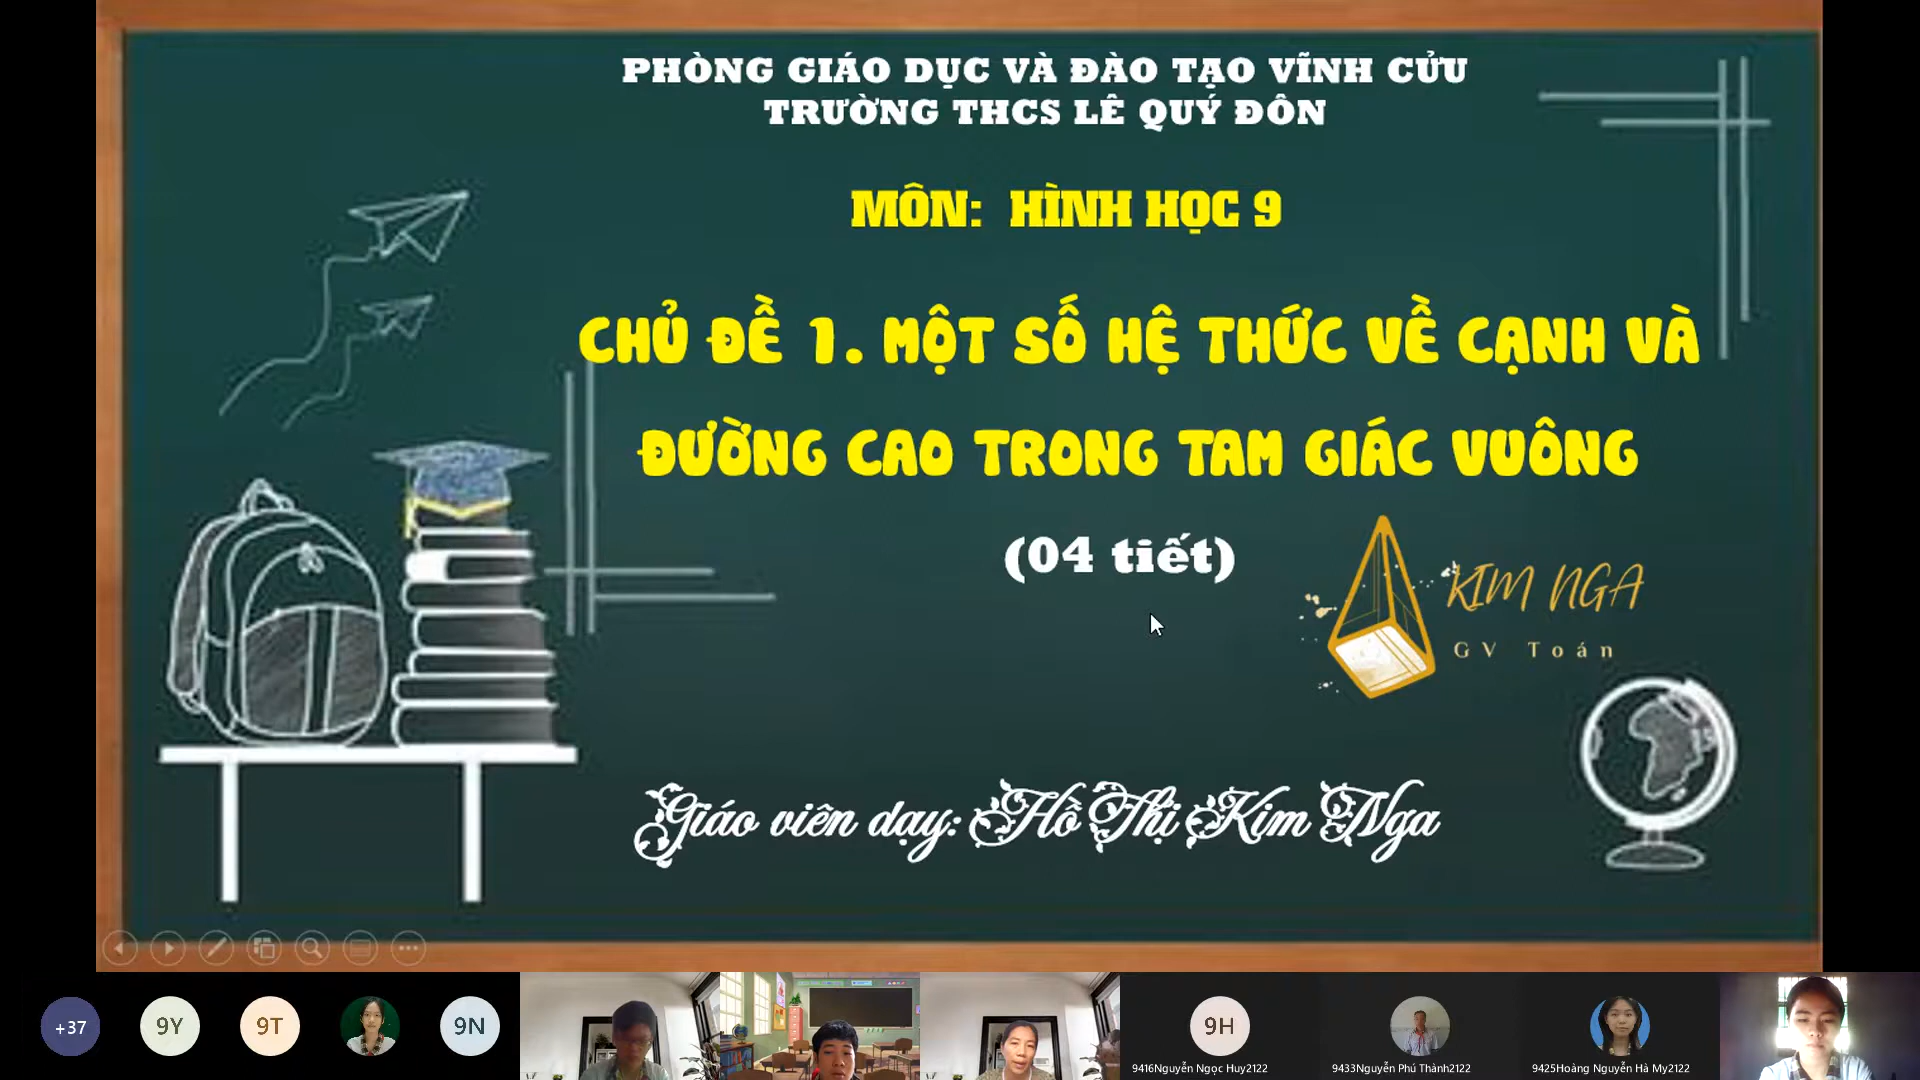 PHÒNG GIÁO DỤC VÀ ĐÀO TẠO VĨNH CỬU
TRƯỜNG THCS LÊ QUÝ ĐÔN
MÔN: HÌNH HỌC 9
CHỦ ĐỀ 1. MỘT SỐ HỆ THỨC VỀ CẠNH VÀ
ĐƯỜNG CAO TRONG TAM GIÁC VUÔNG
(04 tiết)
KIM NGA
GV Toán
Giáo viên dạy: Hồ Thị Kim Nga
+37
9Y
9T
9N
9H
9416Nguyễn Ngọc Huy2122
9433Nguyễn Phú Thành2122
9425Hoàng Nguyễn Hà My2122